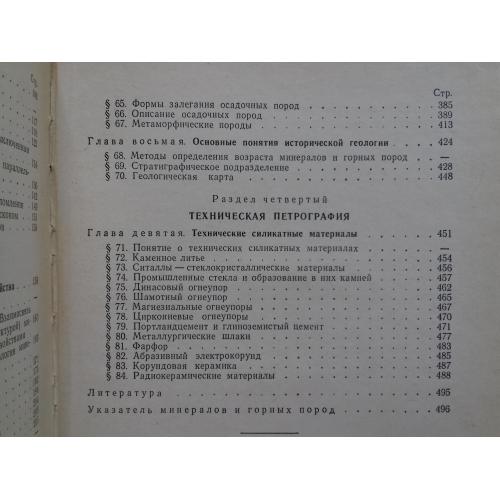 Стр.
§ 65. Формы залегания осадочных пород 385
§ 66. Описание осадочных пород 389
§ 67. Метаморфические породы 413
Глава восьмая. Основные понятия исторической геологии 424
§ 68. Методы определения возраста минералов и горных пород —
§ 69. Стратиграфическое подразделение 428
§ 70. Геологическая карта 448
Раздел четвертый
ТЕХНИЧЕСКАЯ ПЕТРОГРАФИЯ
Глава девятая. Технические силикатные материалы 451
§ 71. Понятие о технических силикатных материалах —
§ 72. Каменное литье 454
§ 73. Ситаллы — стеклокристаллические материалы 456
§ 74. Промышленные стекла и образование в них камней 457
§ 75. Динасовый огнеупор 462
§ 76. Шамотный огнеупор 465
§ 77. Магнезиальные огнеупоры 467
§ 78. Цирконевые огнеупоры 470
§ 79. Портландцемент и глиноземистый цемент 471
§ 80. Металлургические шлаки 477
§ 81. Фарфор 483
§ 82. Абразивный электрокорунд 485
§ 83. Корундовая керамика 487
§ 84. Радиокерамические материалы 488
Литература 495
Указатель минералов и горных пород 496